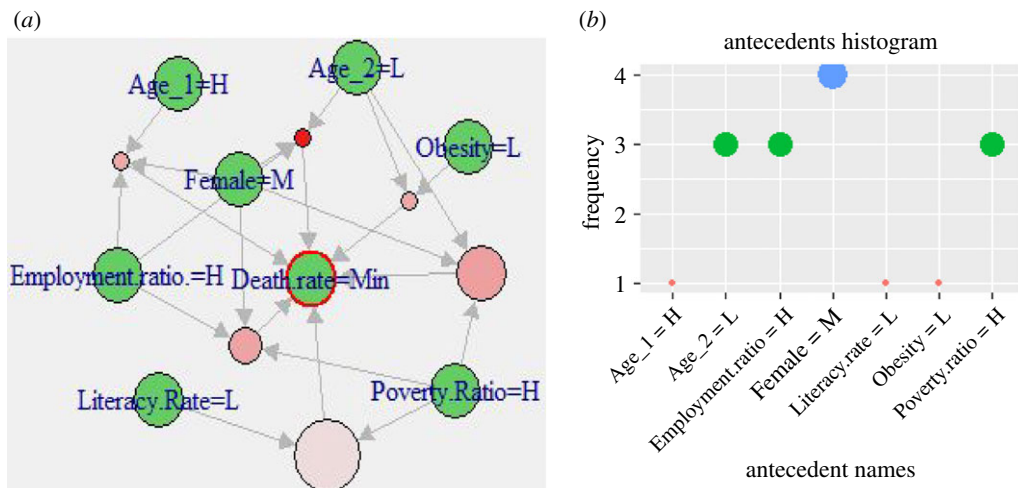 (a)
Age_1=H
Age_2=L
Obesity=L
Female=M
Employment.ratio.=H
Death.rate=Min
Literacy.Rate=L
Poverty.Ratio=H
(b)
antecedents histogram
frequency
4
3
2
1
Age_1 = H
Age_2 = L
Employment.ratio = H
Female = M
Literacy.rate = L
Obesity = L
Poverty.ratio = H
antecedent names